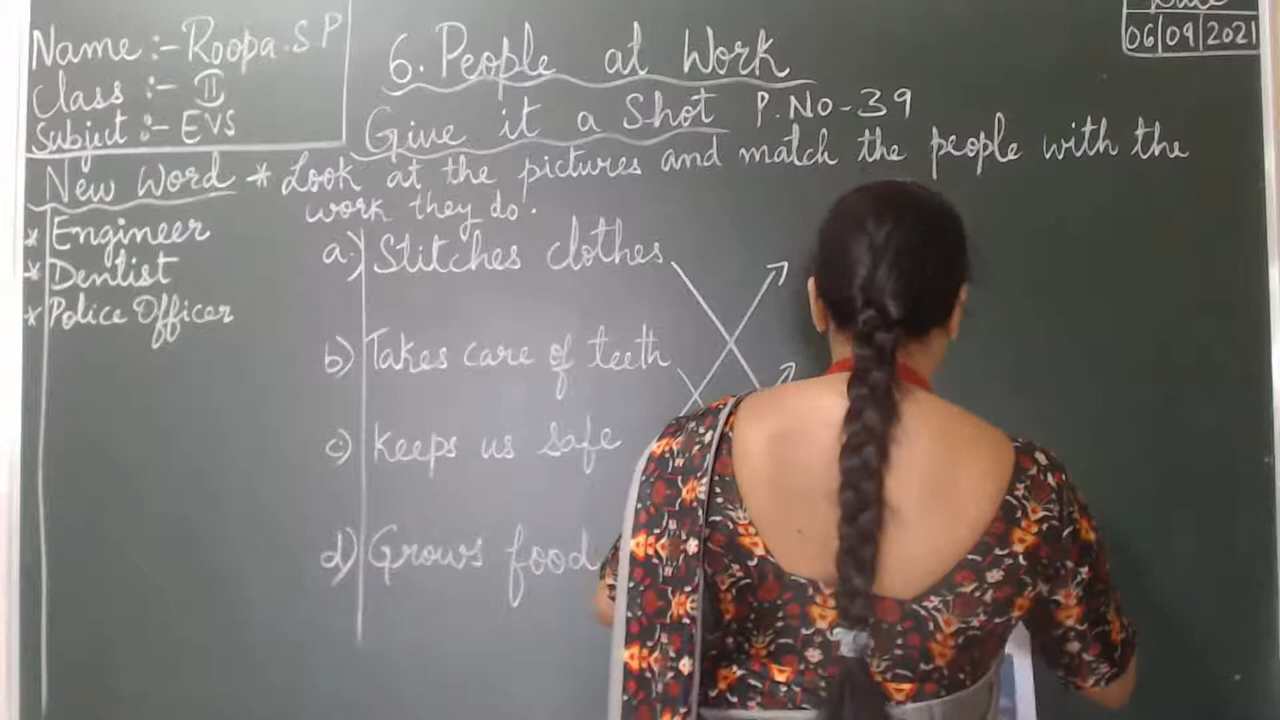 Name :- Roopa.S.P
Class :- II
Subject :- EVS
Date
06|09|2021
6. People at Work
Give it a Shot P.No-39
New Word
* Engineer
* Dentist
* Police Officer
* Look at the pictures and match the people with the
work they do.
a) Stitches clothes
b) Takes care of teeth
c) Keeps us safe
d) Grows food